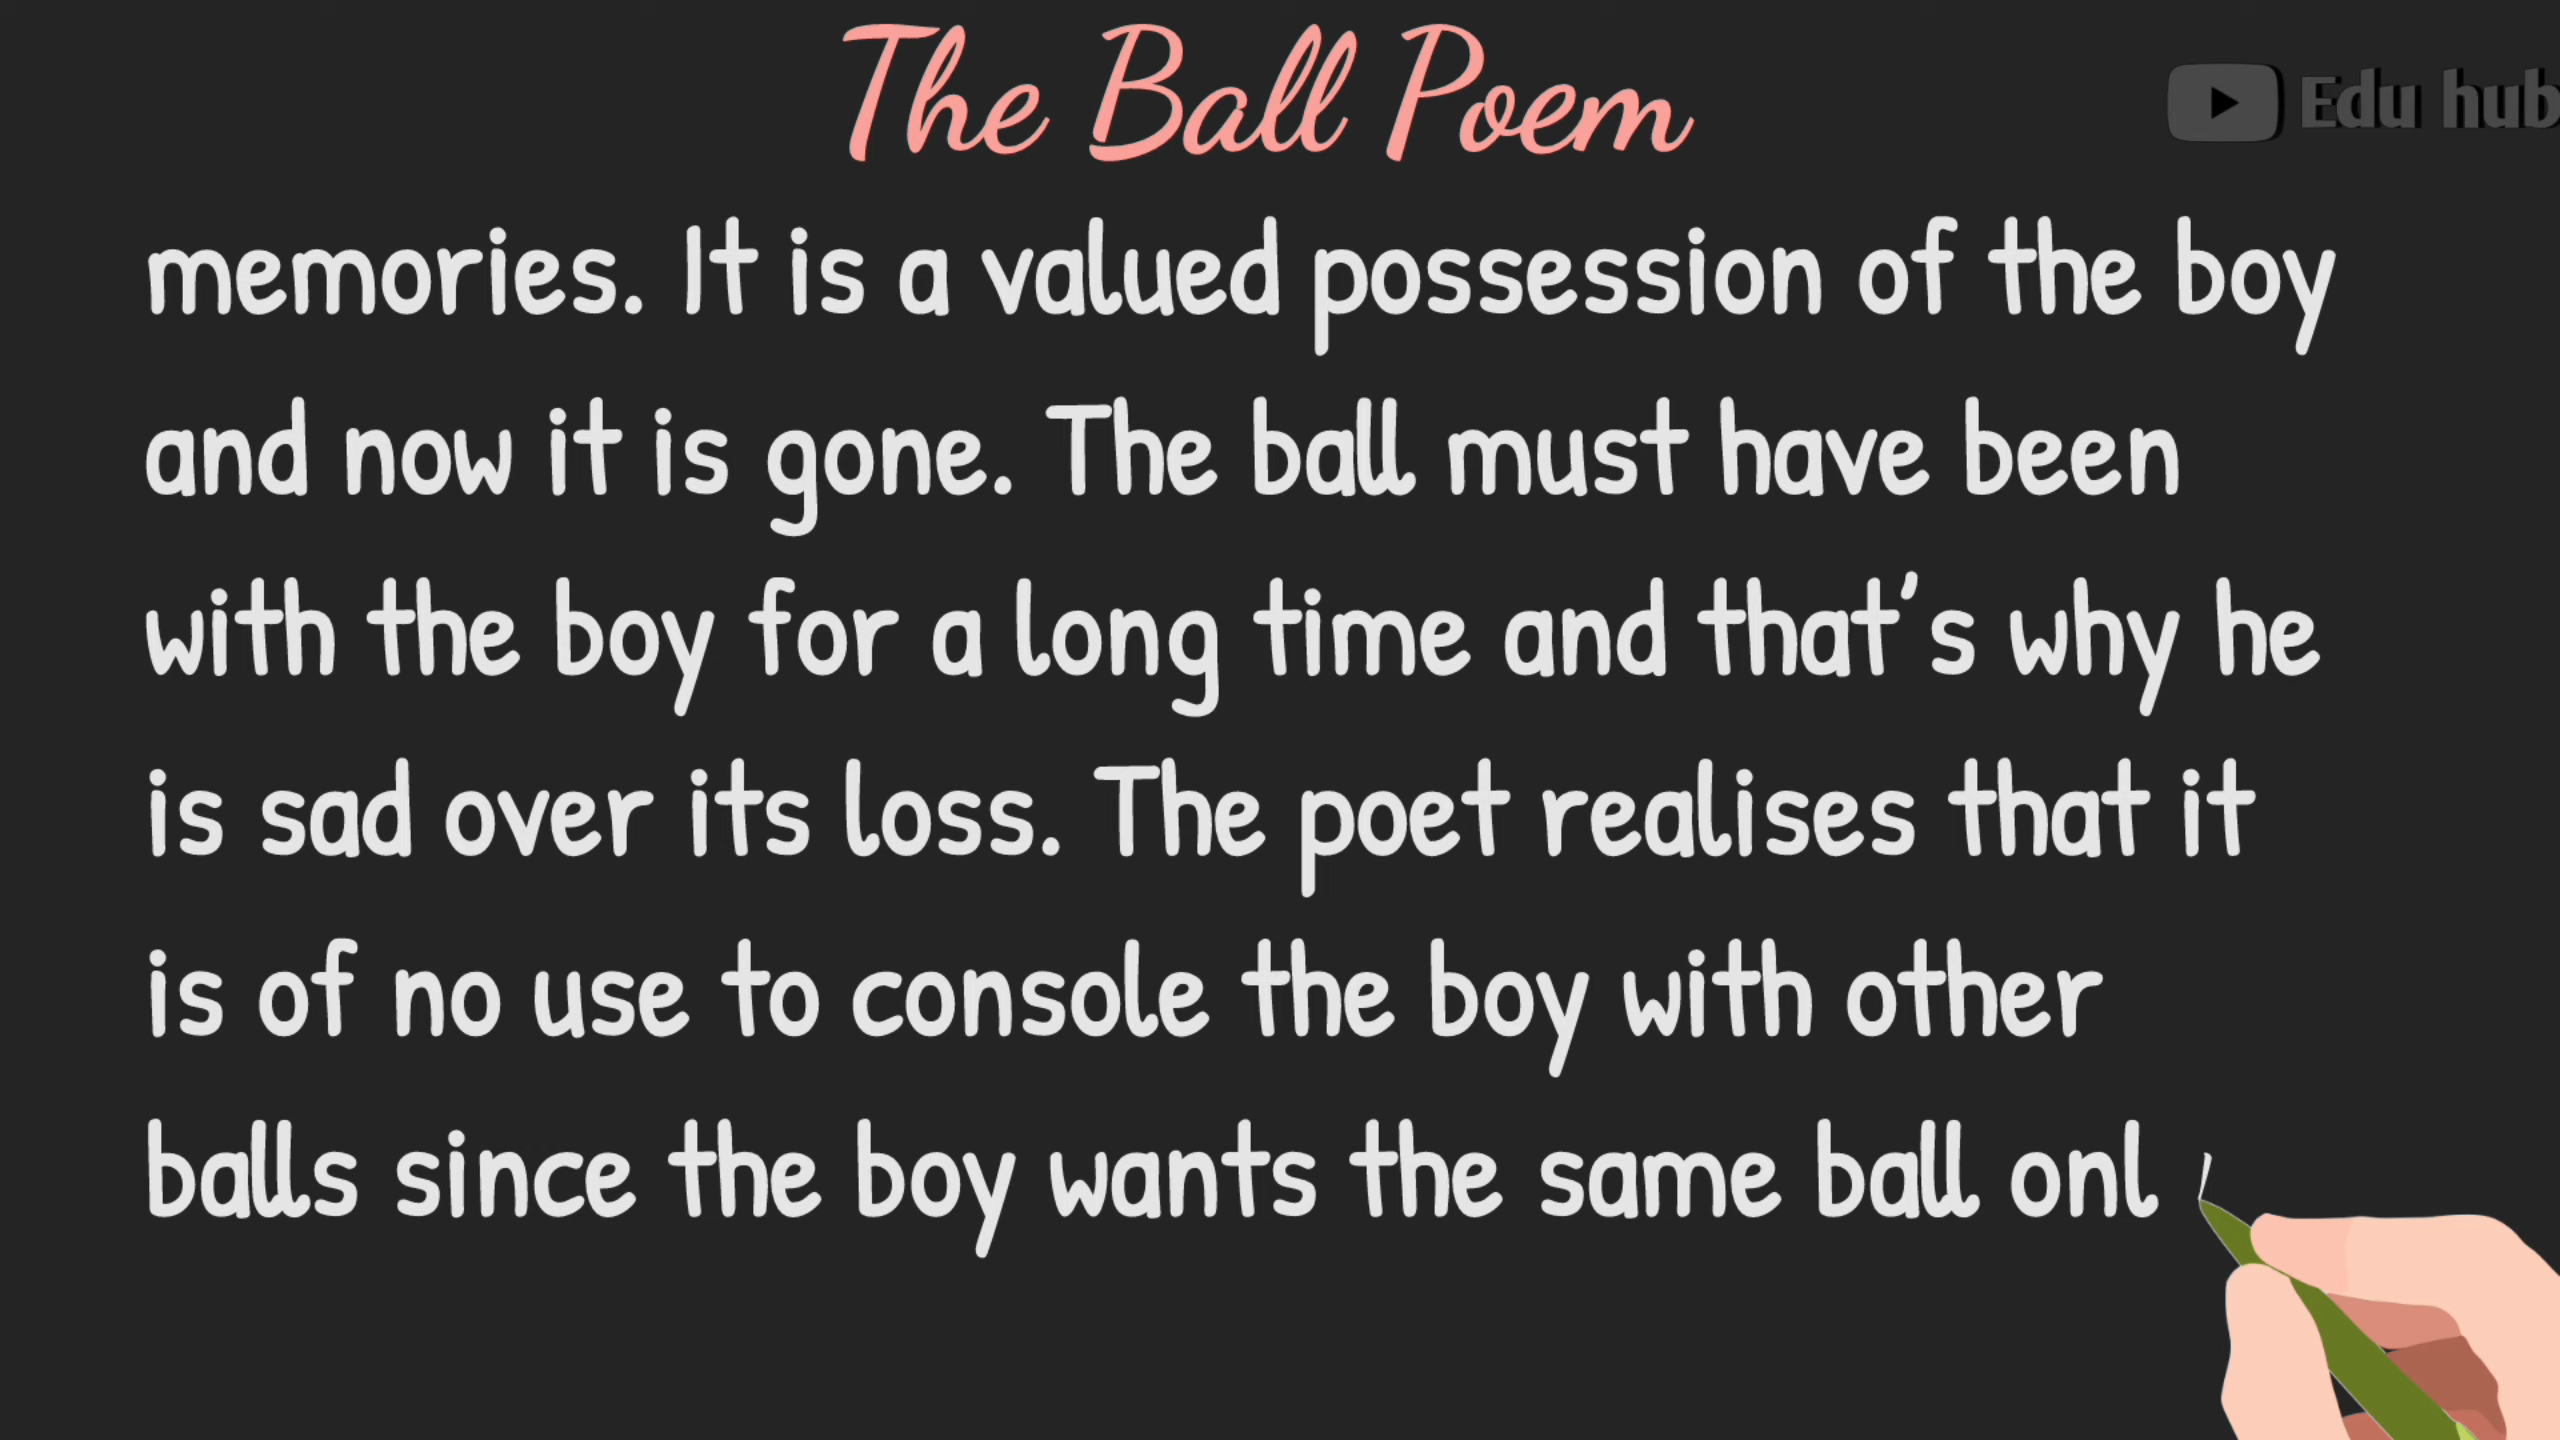 The Ball Poem
Edu hub
memories. It is a valued possession of the boy
and now it is gone. The ball must have been
with the boy for a long time and that's why he
is sad over its loss. The poet realises that it
is of no use to console the boy with other
balls since the boy wants the same ball onl